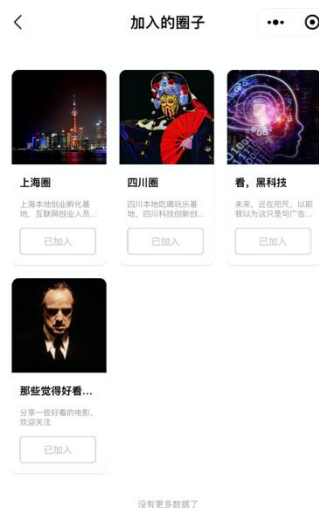 加入的圈子
上海圈
四川圈
看，黑科技
上海本地创业孵化基
地，互联网创业人员...
四川本地吃喝玩乐基
地，四川科技创新创...
未来，近在咫尺，以前
我以为这只是句广告...
已加入
已加入
已加入
那些觉得好看...
分享一些好看的电影，
欢迎关注
已加入
没有更多数据了